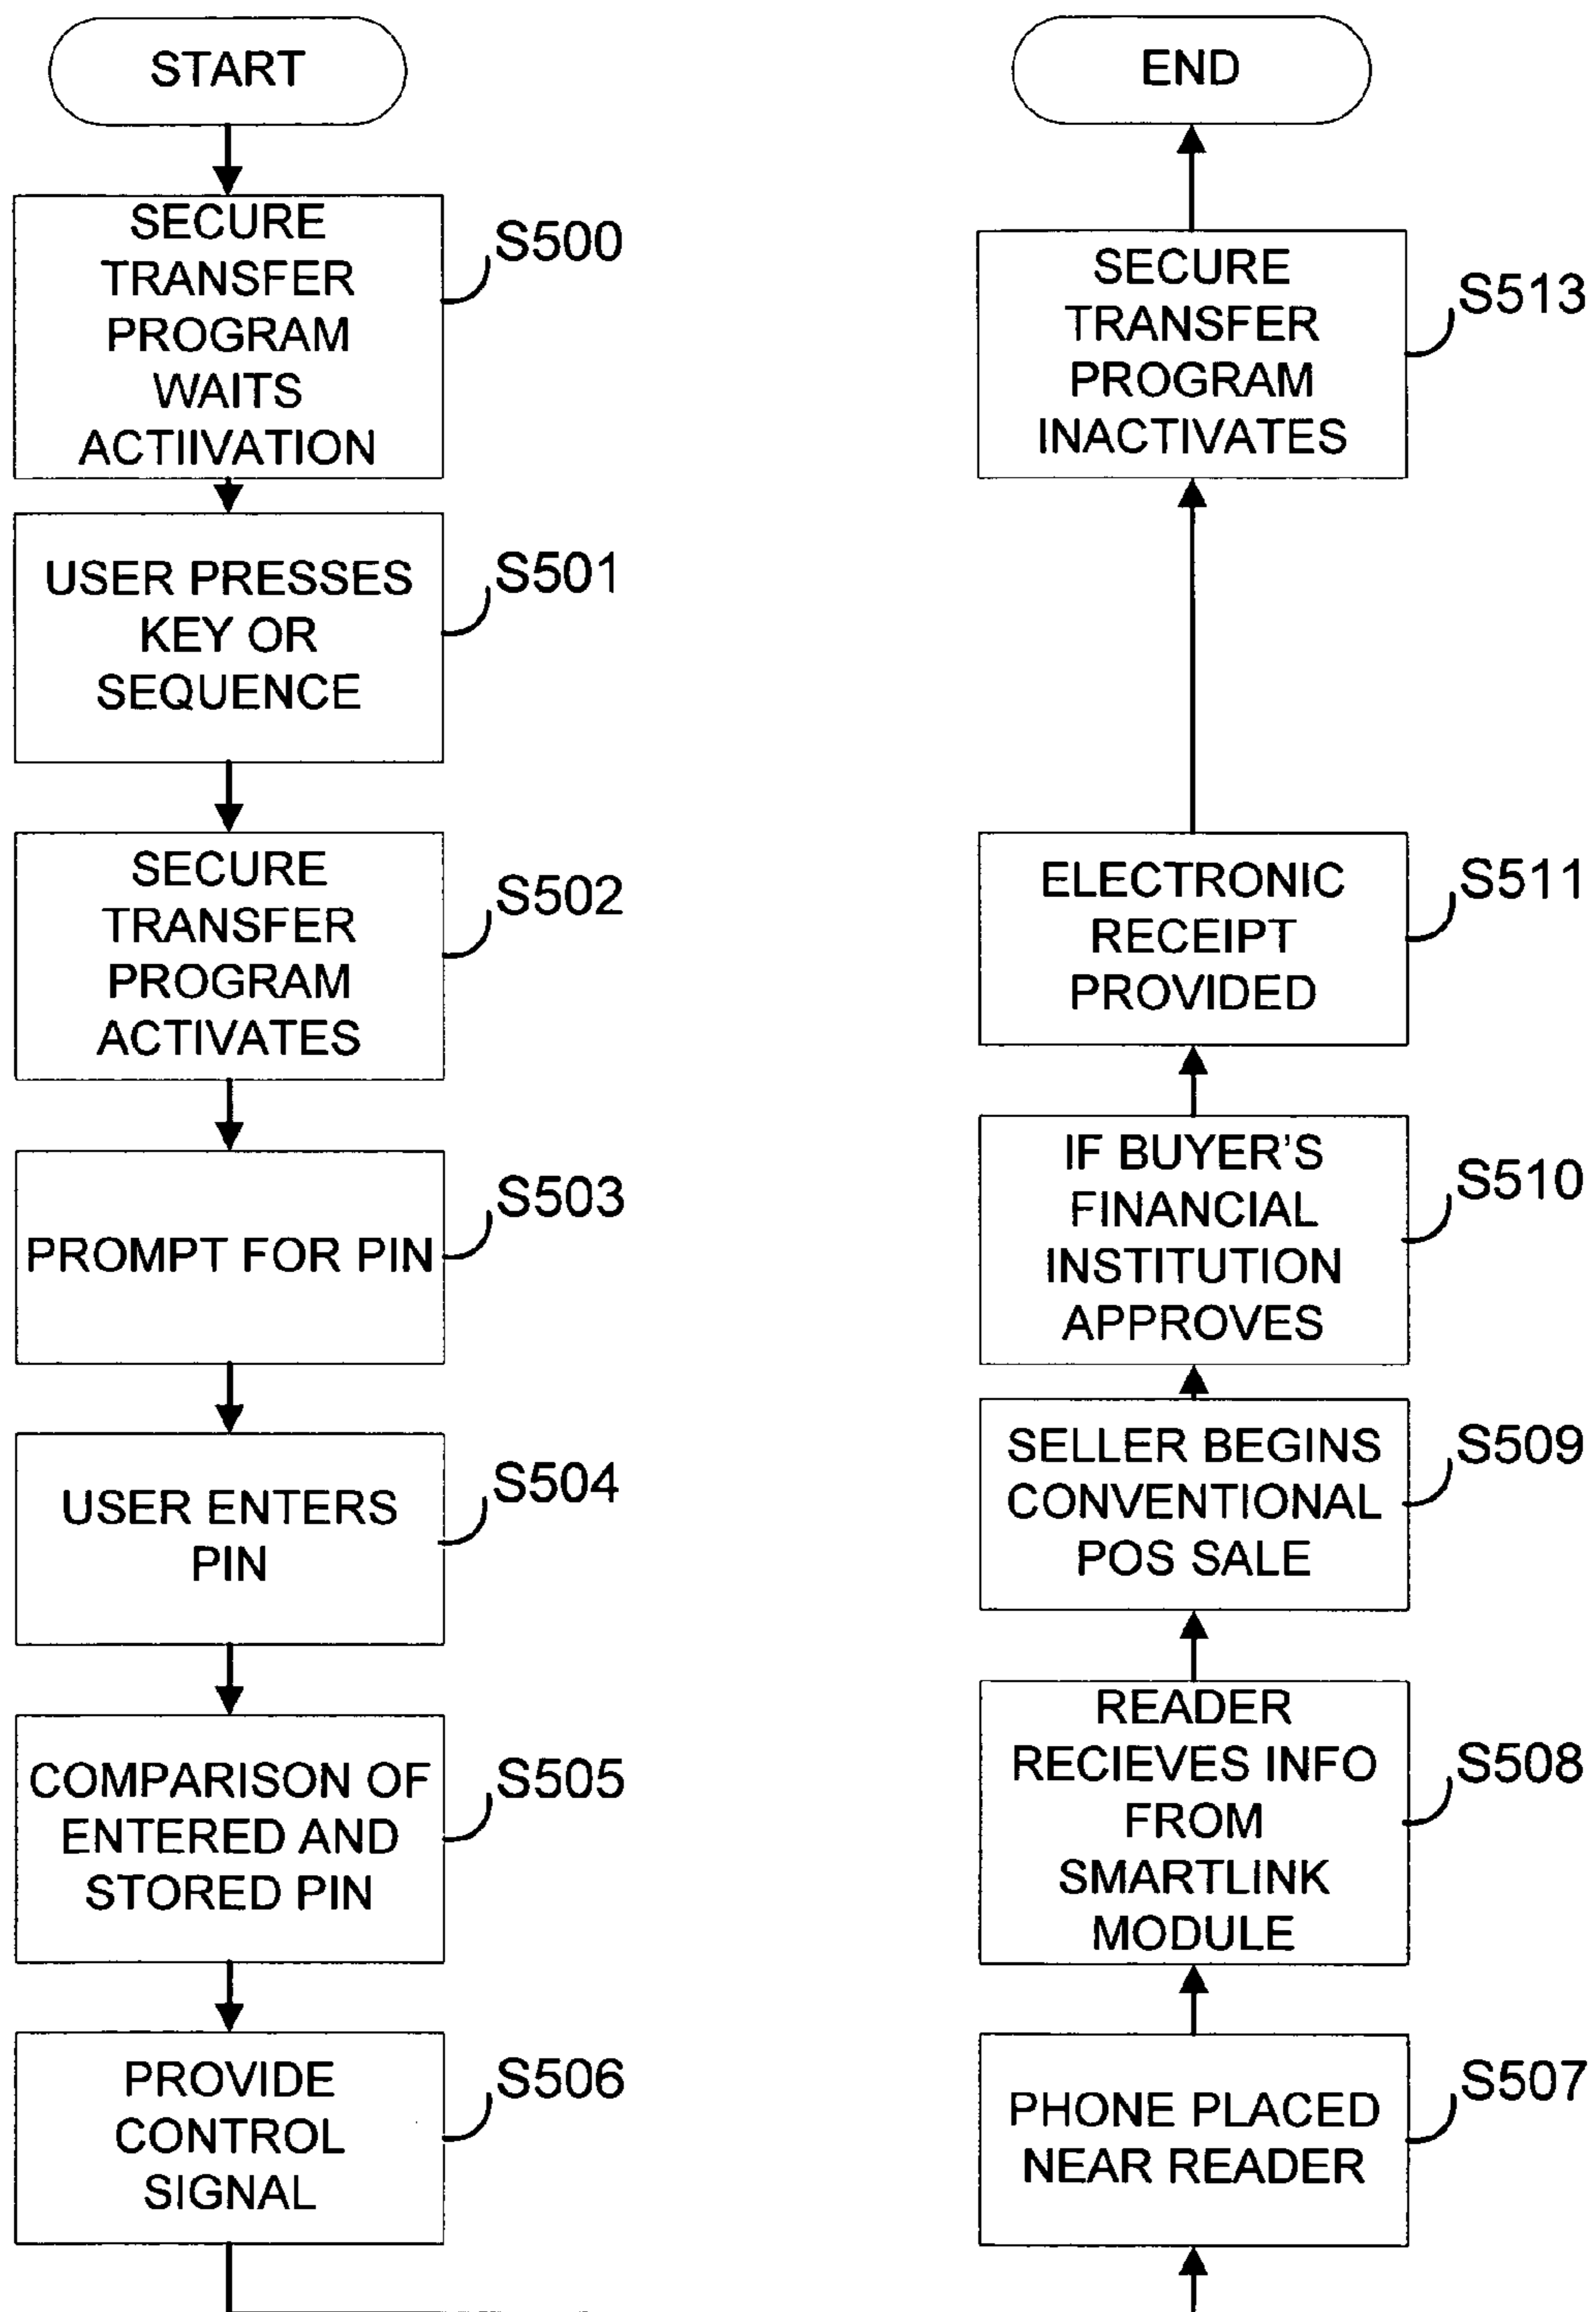 START
SECURE
TRANSFER
PROGRAM
WAITS
ACTIIVATION
S500
USER PRESSES
KEY OR
SEQUENCE
S501
SECURE
TRANSFER
PROGRAM
ACTIVATES
S502
PROMPT FOR PIN
S503
USER ENTERS
PIN
S504
COMPARISON OF
ENTERED AND
STORED PIN
S505
PROVIDE
CONTROL
SIGNAL
S506
PHONE PLACED
NEAR READER
S507
READER
RECIEVES INFO
FROM
SMARTLINK
MODULE
S508
SELLER BEGINS
CONVENTIONAL
POS SALE
S509
IF BUYER'S
FINANCIAL
INSTITUTION
APPROVES
S510
ELECTRONIC
RECEIPT
PROVIDED
S511
SECURE
TRANSFER
PROGRAM
INACTIVATES
S513
END